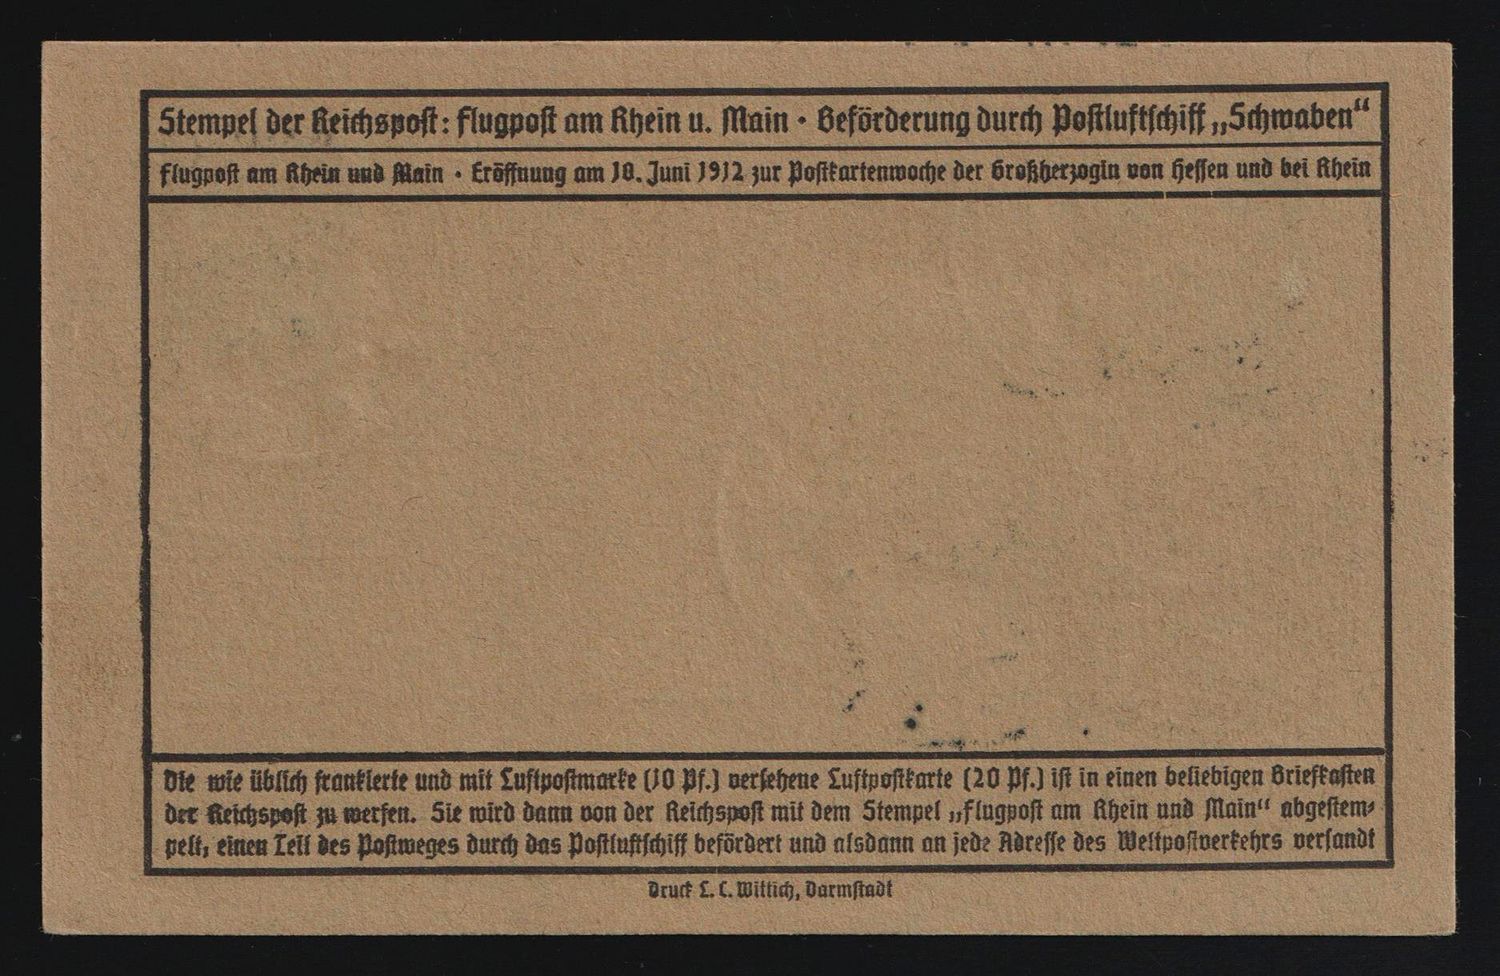 Stempel der Reichspost: Flugpost am Rhein u. Main · Beförderung durch Postluftschiff „Schwaben“
Flugpost am Rhein und Main · Eröffnung am 10. Juni 1912 zur Postkartenwoche der Großherzogin von Hessen und bei Rhein
Die wie üblich frankierte und mit Luftpostmarke (10 Pf.) versehene Luftpostkarte (20 Pf.) ist in einen beliebigen Briefkasten
der Reichspost zu werfen. Sie wird dann von der Reichspost mit dem Stempel „Flugpost am Rhein und Main“ abgestem-
pelt, einen Teil des Postweges durch das Postluftschiff befördert und alsdann an jede Adresse des Weltpostverkehrs versandt
Druck L. C. Wittich, Darmstadt